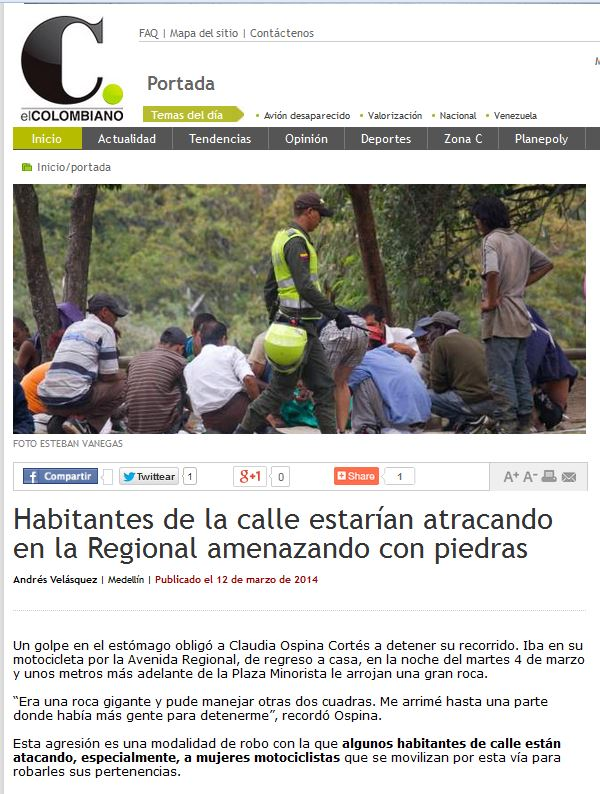 FAQ | Mapa del sitio | Contáctenos
M
Portada
elCOLOMBIANO
Temas del día • Avión desaparecido • Valorización • Nacional • Venezuela
Inicio Actualidad Tendencias Opinión Deportes Zona C Planepoly
Inicio/portada
FOTO ESTEBAN VANEGAS
f Compartir Twittear 1 g+1 0 Share 1 A+ A-
Habitantes de la calle estarían atracando
en la Regional amenazando con piedras
Andrés Velásquez | Medellín | Publicado el 12 de marzo de 2014
Un golpe en el estómago obligó a Claudia Ospina Cortés a detener su recorrido. Iba en su
motocicleta por la Avenida Regional, de regreso a casa, en la noche del martes 4 de marzo
y unos metros más adelante de la Plaza Minorista le arrojan una gran roca.
“Era una roca gigante y pude manejar otras dos cuadras. Me arrimé hasta una parte
donde había más gente para detenerme”, recordó Ospina.
Esta agresión es una modalidad de robo con la que algunos habitantes de calle están
atacando, especialmente, a mujeres motociclistas que se movilizan por esta vía para
robarles sus pertenencias.